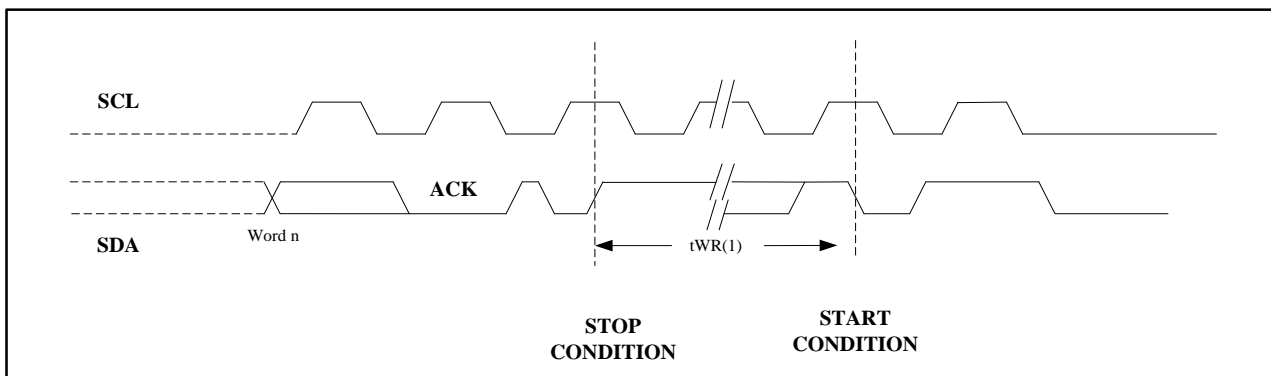 SCL
ACK
SDA
Word n
tWR(1)
STOP
CONDITION
START
CONDITION